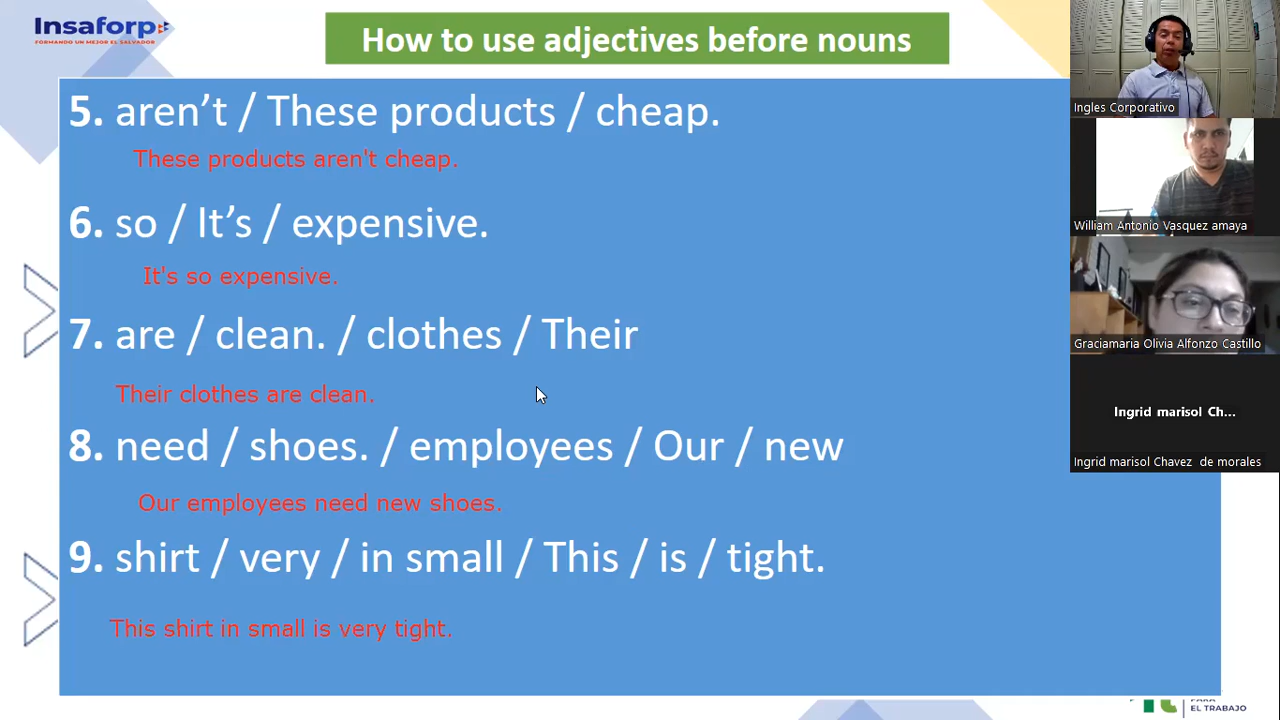 Insaforp
FORMANDO UN MEJOR EL SALVADOR
How to use adjectives before nouns
5. aren’t / These products / cheap.
These products aren't cheap.
6. so / It’s / expensive.
It's so expensive.
7. are / clean. / clothes / Their
Their clothes are clean.
8. need / shoes. / employees / Our / new
Our employees need new shoes.
9. shirt / very / in small / This / is / tight.
This shirt in small is very tight.
Ingles Corporativo
William Antonio Vasquez amaya
Graciamaria Olivia Alfonzo Castillo
Ingrid marisol Ch...
Ingrid marisol Chavez de morales
EL TRABAJO